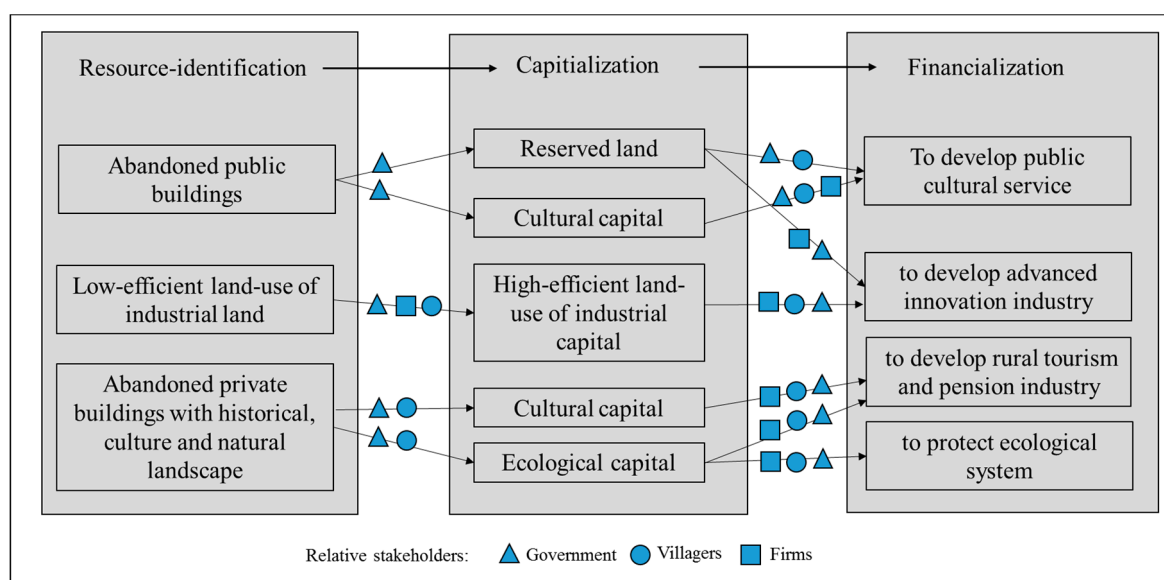 Resource-identification
Capitialization
Financialization
Abandoned public
buildings
Low-efficient land-use of
industrial land
Abandoned private
buildings with historical,
culture and natural
landscape
Reserved land
Cultural capital
High-efficient land-
use of industrial
capital
Cultural capital
Ecological capital
To develop public
cultural service
to develop advanced
innovation industry
to develop rural tourism
and pension industry
to protect ecological
system
Relative stakeholders: Government Villagers Firms